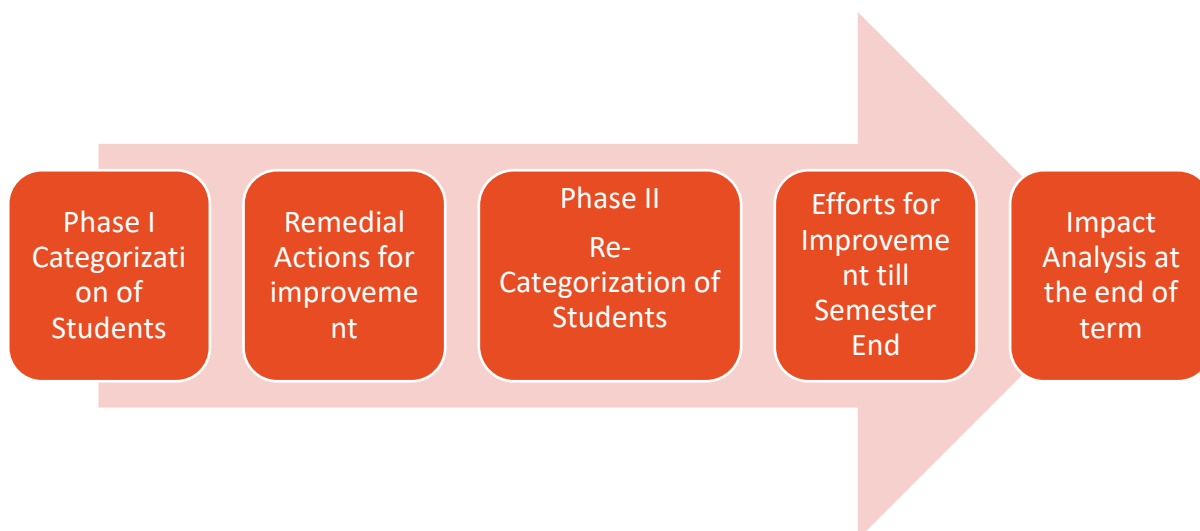 Phase I
Categorizati
on of
Students
Remedial
Actions for
improveme
nt
Phase II
Re-
Categorization of
Students
Efforts for
Improveme
nt till
Semester
End
Impact
Analysis at
the end of
term